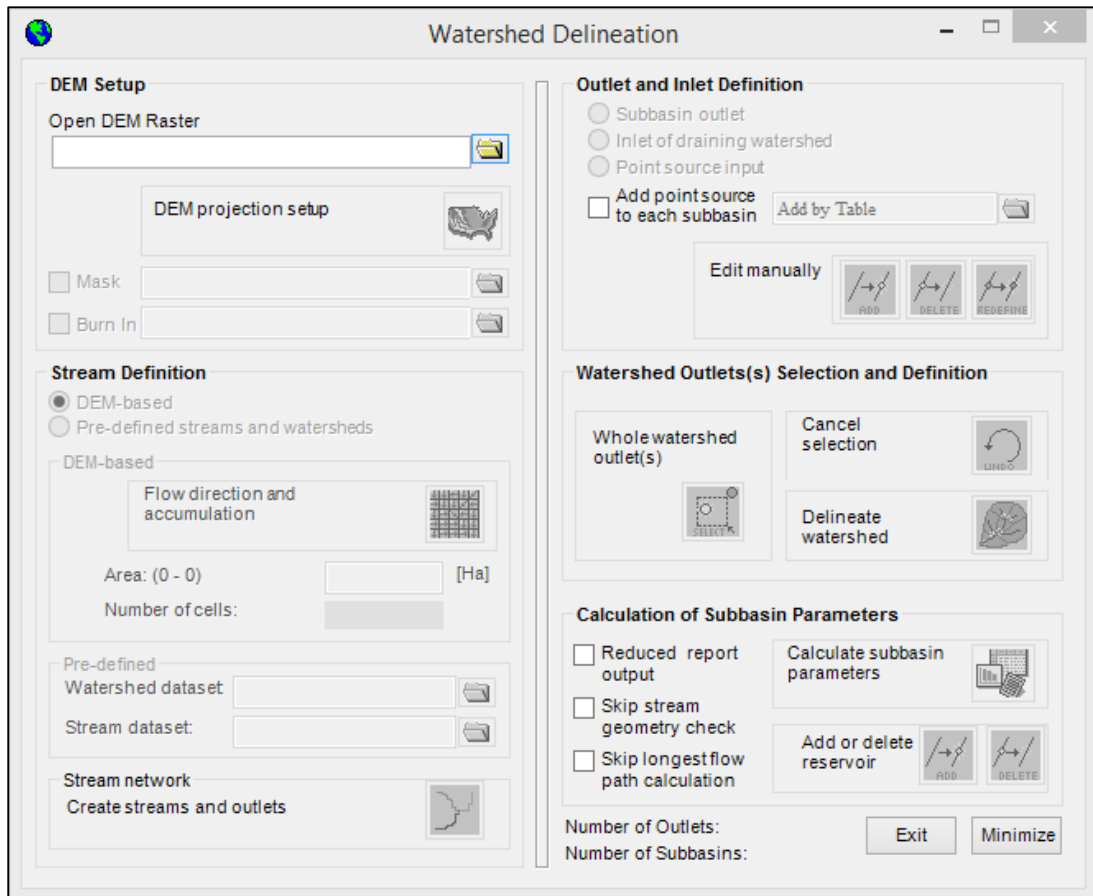 Watershed Delineation
DEM Setup
Open DEM Raster
DEM projection setup
Mask
Burn In
Stream Definition
DEM-based
Pre-defined streams and watersheds
DEM-based
Flow direction and
accumulation
Area: (0 - 0)
[Ha]
Number of cells:
Pre-defined
Watershed dataset
Stream dataset:
Stream network
Create streams and outlets
Outlet and Inlet Definition
Subbasin outlet
Inlet of draining watershed
Point source input
Add point source
to each subbasin
Add by Table
Edit manually
ADD
DELETE
REDEFINE
Watershed Outlets(s) Selection and Definition
Whole watershed
outlet(s)
SELECT
Cancel
selection
UNDO
Delineate
watershed
Calculation of Subbasin Parameters
Reduced report
output
Skip stream
geometry check
Skip longest flow
path calculation
Calculate subbasin
parameters
Add or delete
reservoir
ADD
DELETE
Number of Outlets:
Number of Subbasins:
Exit
Minimize